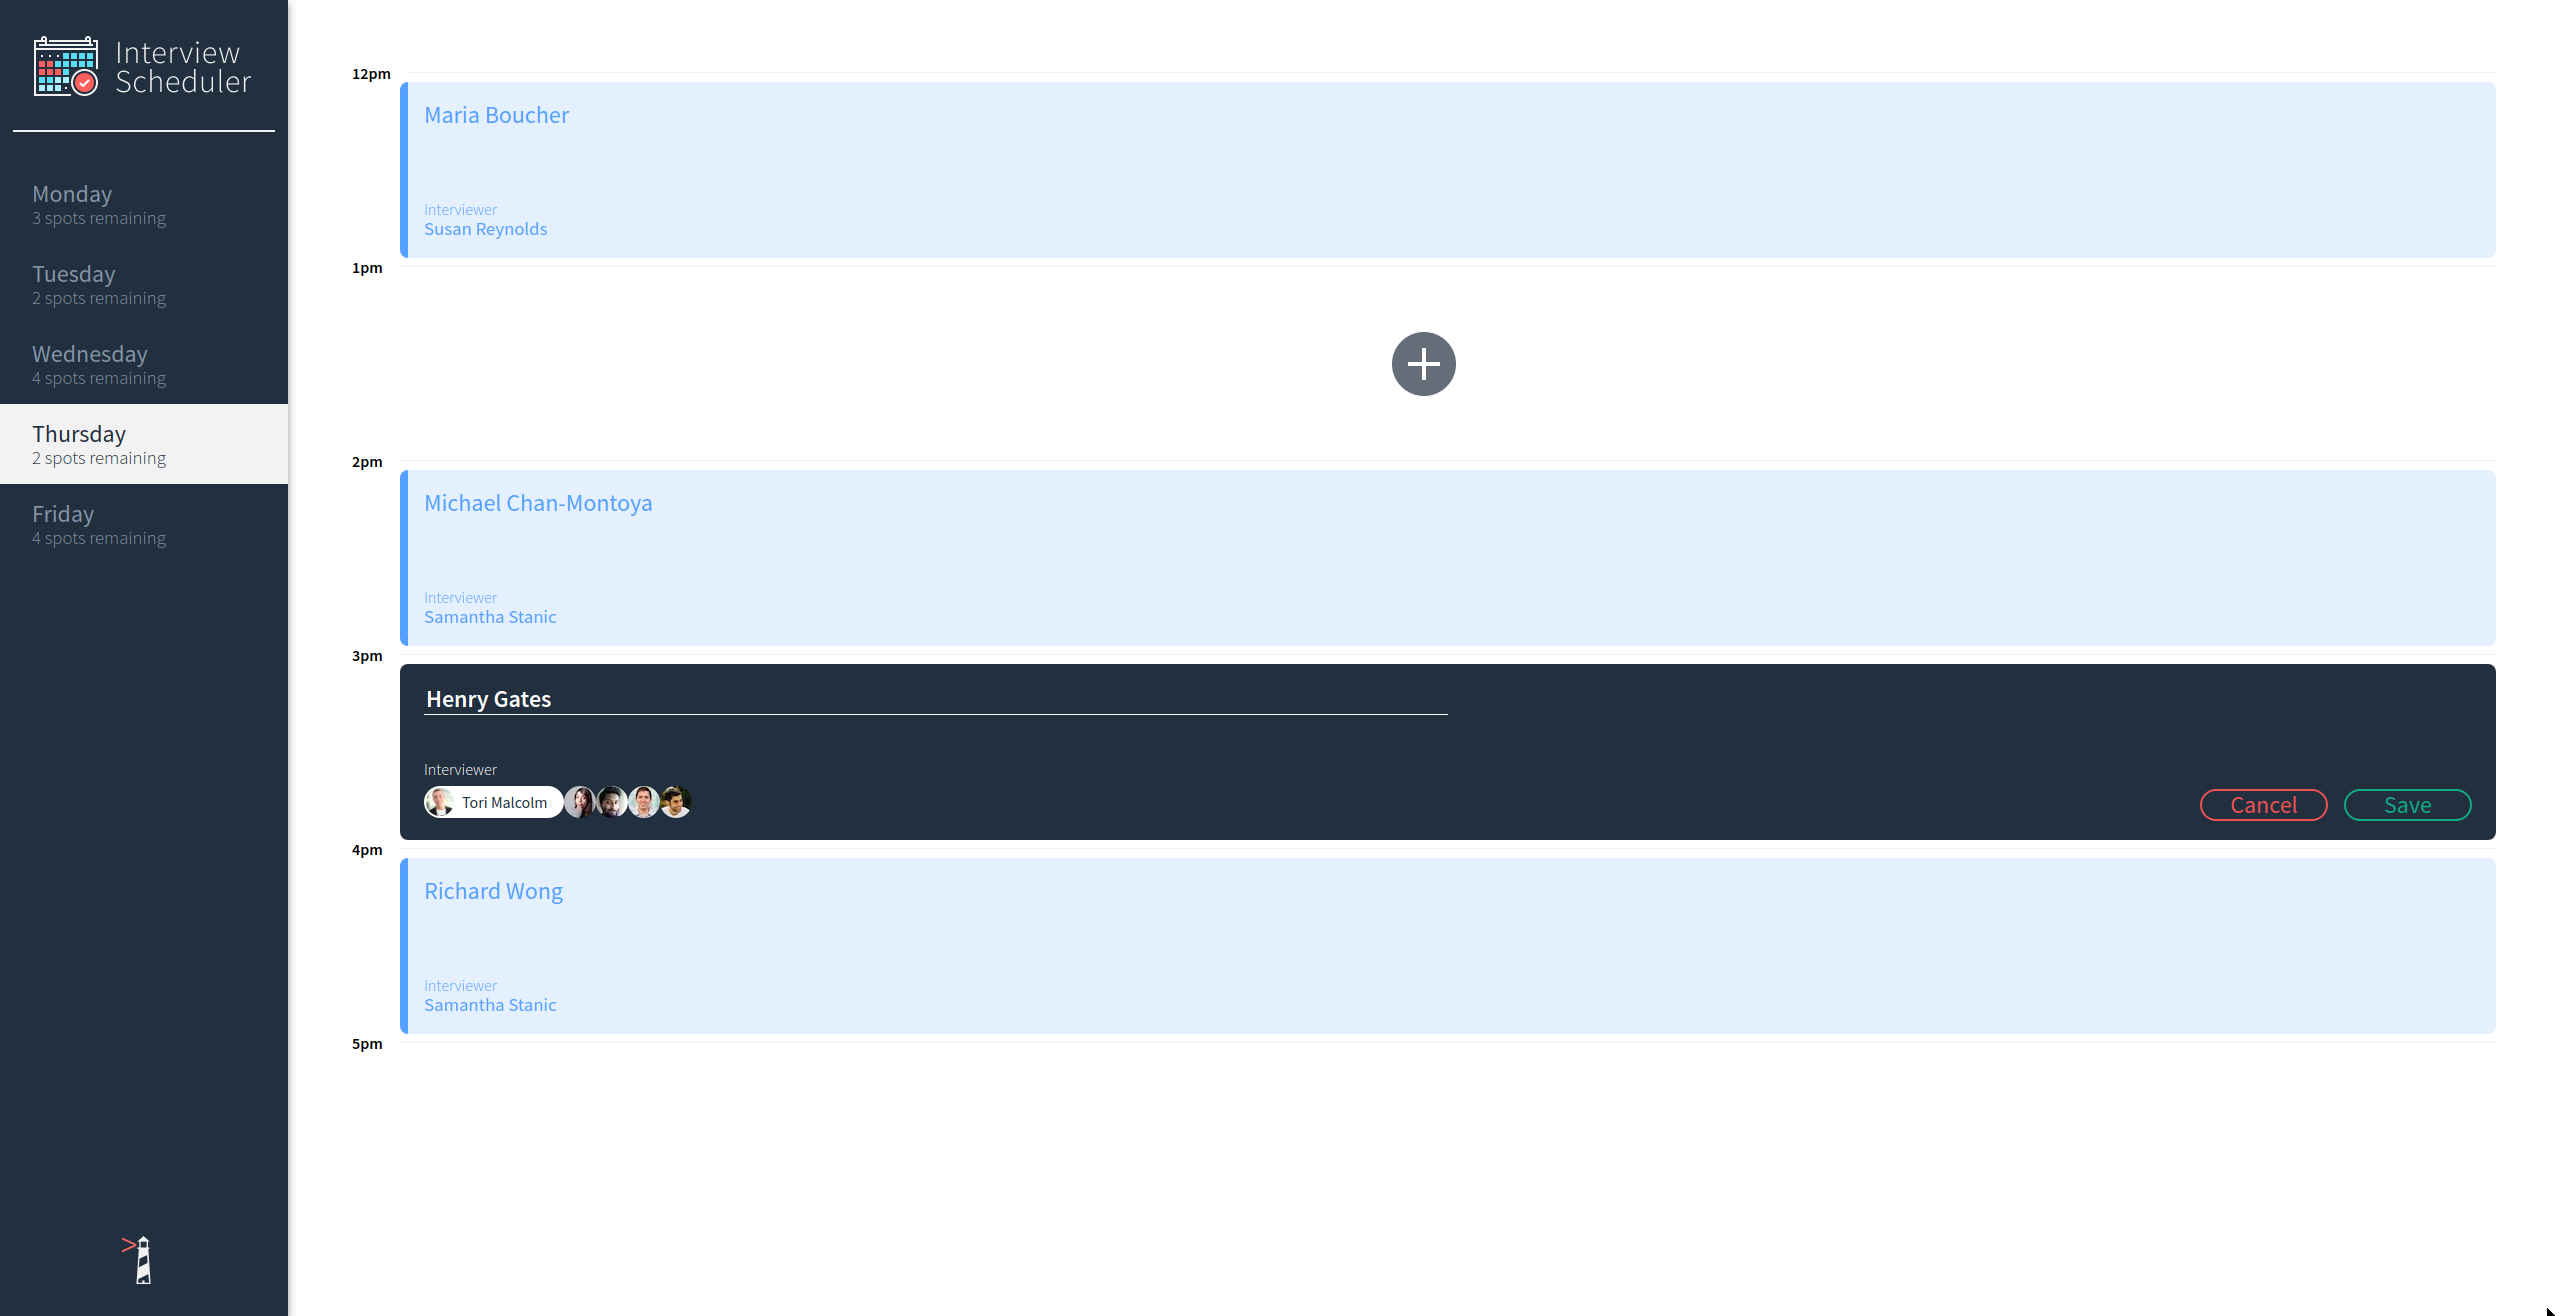 Interview
Scheduler
Monday
3 spots remaining
Tuesday
2 spots remaining
Wednesday
4 spots remaining
Thursday
2 spots remaining
Friday
4 spots remaining
12pm
Maria Boucher
Interviewer
Susan Reynolds
1pm
2pm
Michael Chan-Montoya
Interviewer
Samantha Stanic
3pm
Henry Gates
Interviewer
Tori Malcolm
Cancel Save
4pm
Richard Wong
Interviewer
Samantha Stanic
5pm